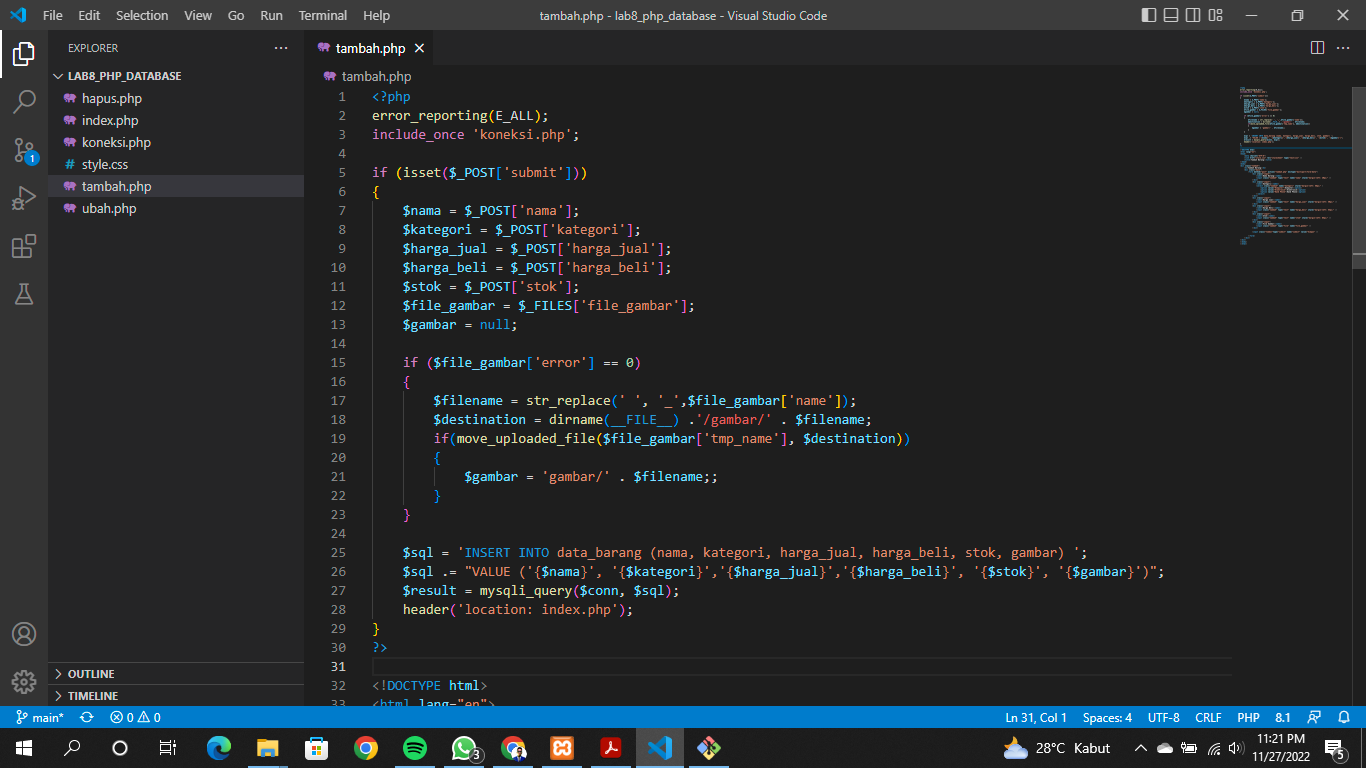 File Edit Selection View Go Run Terminal Help tambah.php - lab8_php_database - Visual Studio Code
EXPLORER
LAB8_PHP_DATABASE
hapus.php
index.php
koneksi.php
# style.css
tambah.php
ubah.php
OUTLINE
TIMELINE
1
tambah.php
tambah.php
1 <?php
2 error_reporting(E_ALL);
3 include_once 'koneksi.php';
4
5 if (isset($_POST['submit']))
6 {
7 $nama = $_POST['nama'];
8 $kategori = $_POST['kategori'];
9 $harga_jual = $_POST['harga_jual'];
10 $harga_beli = $_POST['harga_beli'];
11 $stok = $_POST['stok'];
12 $file_gambar = $_FILES['file_gambar'];
13 $gambar = null;
14
15 if ($file_gambar['error'] == 0)
16 {
17 $filename = str_replace(' ', '_',$file_gambar['name']);
18 $destination = dirname(__FILE__) .'/gambar/' . $filename;
19 if(move_uploaded_file($file_gambar['tmp_name'], $destination))
20 {
21 $gambar = 'gambar/' . $filename;;
22 }
23 }
24
25 $sql = 'INSERT INTO data_barang (nama, kategori, harga_jual, harga_beli, stok, gambar) ';
26 $sql .= "VALUE ('{$nama}', '{$kategori}','{$harga_jual}','{$harga_beli}', '{$stok}', '{$gambar}')";
27 $result = mysqli_query($conn, $sql);
28 header('location: index.php');
29 }
30 ?>
31
32 <!DOCTYPE html>
33 <html lang="en">
main* 0 0 Ln 31, Col 1 Spaces: 4 UTF-8 CRLF PHP 8.1
3 28°C Kabut 11:21 PM
11/27/2022 5